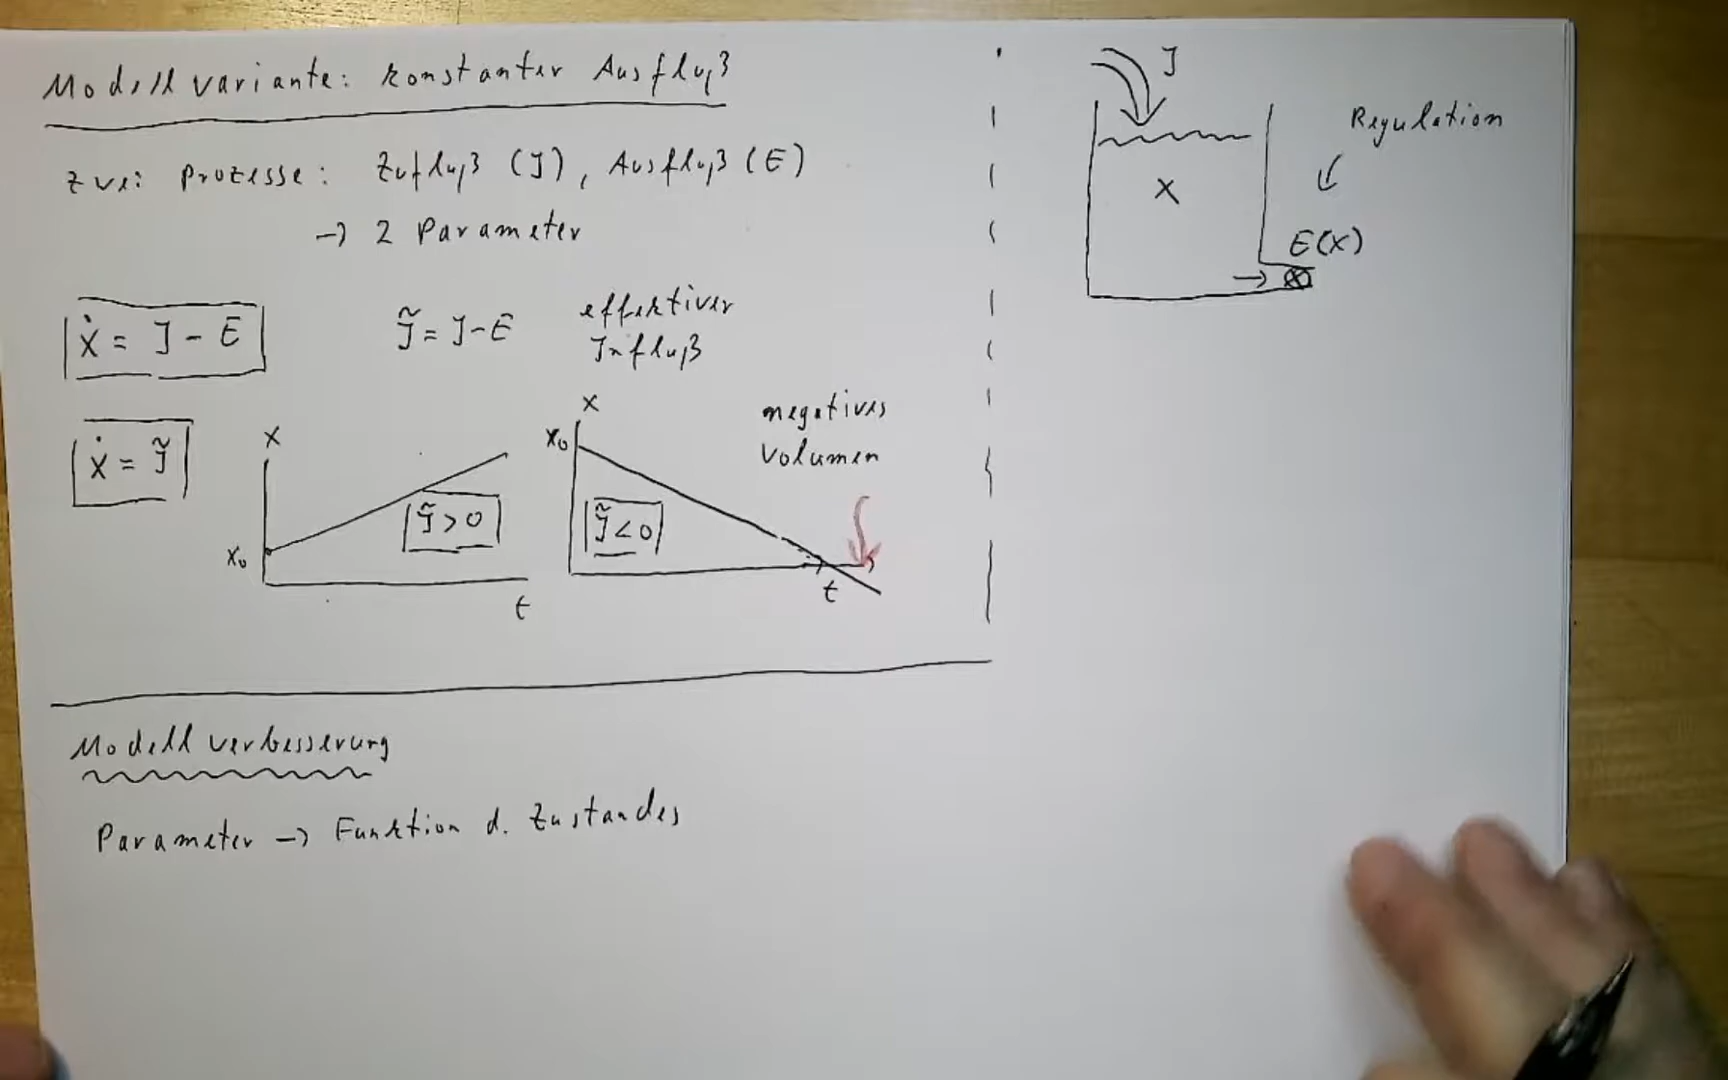 Modellvariante: konstanter Ausfluß
zwei Prozesse: Zufluß (J), Ausfluß (E)
→ 2 Parameter
ẋ = J - E
J̃ = J - E
effektiver
Influß
ẋ = J̃
x
x₀
J̃ > 0
t
x
x₀
J̃ < 0
t
negatives
Volumen
Modellverbesserung
Parameter → Funktion d. Zustandes
J
x
Regulation
E(x)